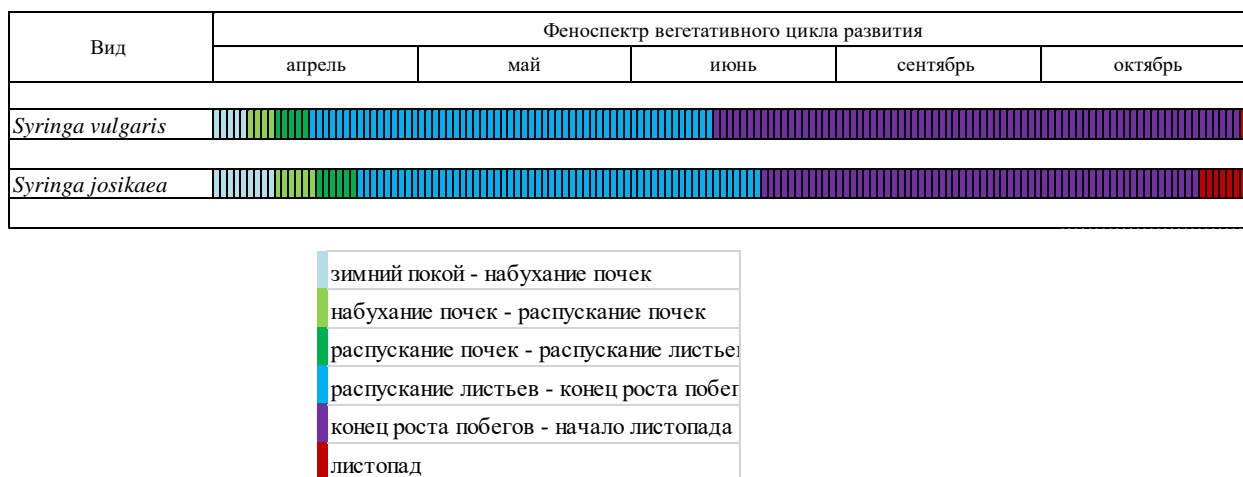 Вид
Феноспектр вегетативного цикла развития
апрель май июнь сентябрь октябрь
Syringa vulgaris
Syringa josikaea
зимний покой - набухание почек
набухание почек - распускание почек
распускание почек - распускание листье
распускание листьев - конец роста побег
конец роста побегов - начало листопада
листопад